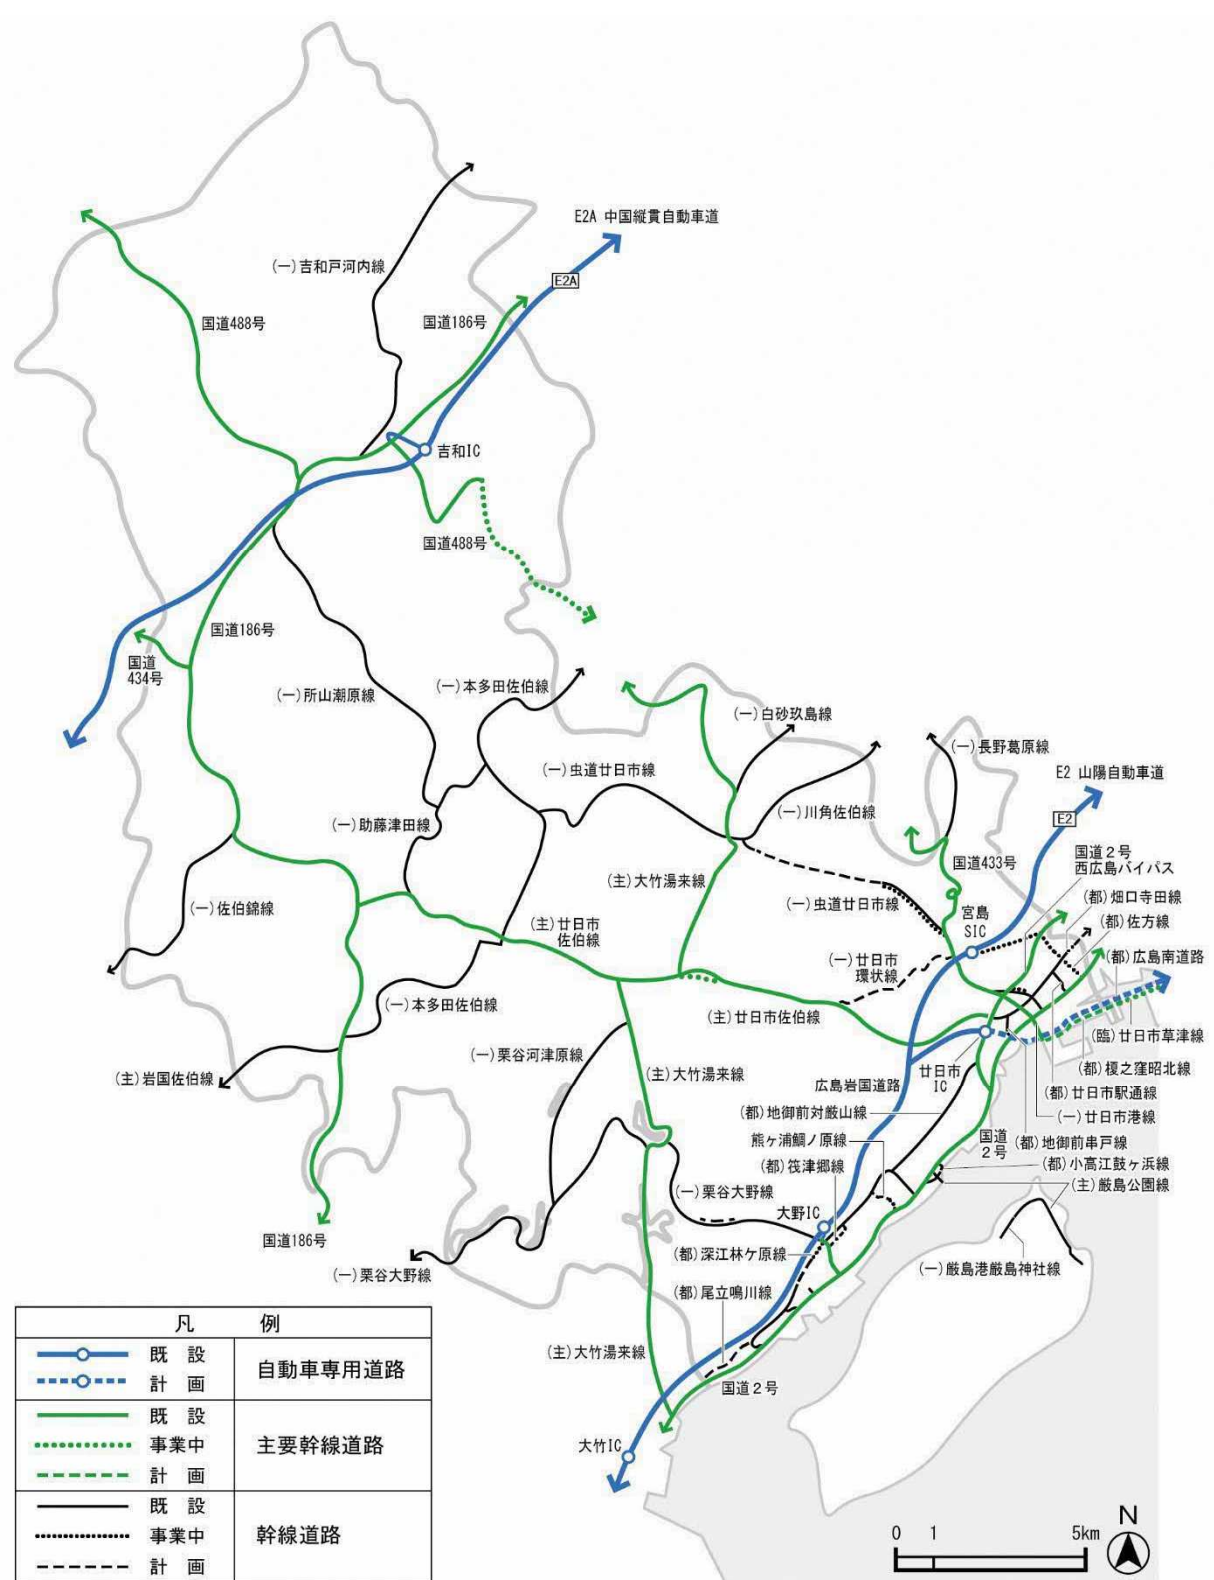 E2A 中国縦貫自動車道
(一)吉和戸河内線
E2A
国道488号
国道186号
吉和IC
国道488号
国道186号
国道
434号
(一)所山潮原線
(一)本多田佐伯線
(一)白砂玖島線
(一)長野葛原線
(一)虫道廿日市線
E2 山陽自動車道
(一)川角佐伯線
E2
(一)助藤津田線
国道2号
西広島バイパス
国道433号
(主)大竹湯来線
(都)畑口寺田線
(一)佐伯錦線
(一)虫道廿日市線
宮島
SIC
(都)佐方線
(主)廿日市
佐伯線
(都)広島南道路
(一)廿日市
環状線
(一)本多田佐伯線
(主)廿日市佐伯線
(臨)廿日市草津線
(一)栗谷河津原線
(都)榎之窪昭北線
(主)岩国佐伯線
(主)大竹湯来線
広島岩国道路
廿日市
IC
(都)廿日市駅通線
(都)地御前対厳山線
(一)廿日市港線
熊ヶ浦鯛ノ原線
国道
2号
(都)地御前串戸線
(都)筏津郷線
(都)小高江鼓ヶ浜線
(一)栗谷大野線
(主)厳島公園線
大野IC
国道186号
(都)深江林ケ原線
(一)厳島港厳島神社線
(一)栗谷大野線
(都)尾立鳴川線
(主)大竹湯来線
国道2号
大竹IC
凡 例
既 設
自動車専用道路
計 画
既 設
事業中
主要幹線道路
計 画
既 設
事業中
幹線道路
計 画
N
0 1 5km